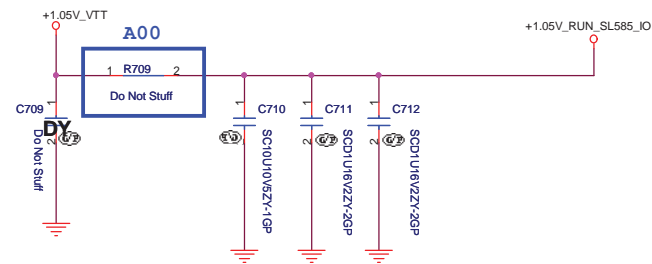 +1.05V_VTT
+1.05V_RUN_SL585_IO
A00
1 R709 2
Do Not Stuff
C709
1
2
DY
Do Not Stuff
C710
1
SC10U10V5ZY-1GP
C711
1
2
SCD1U16V2ZY-2GP
C712
1
2
SCD1U16V2ZY-2GP